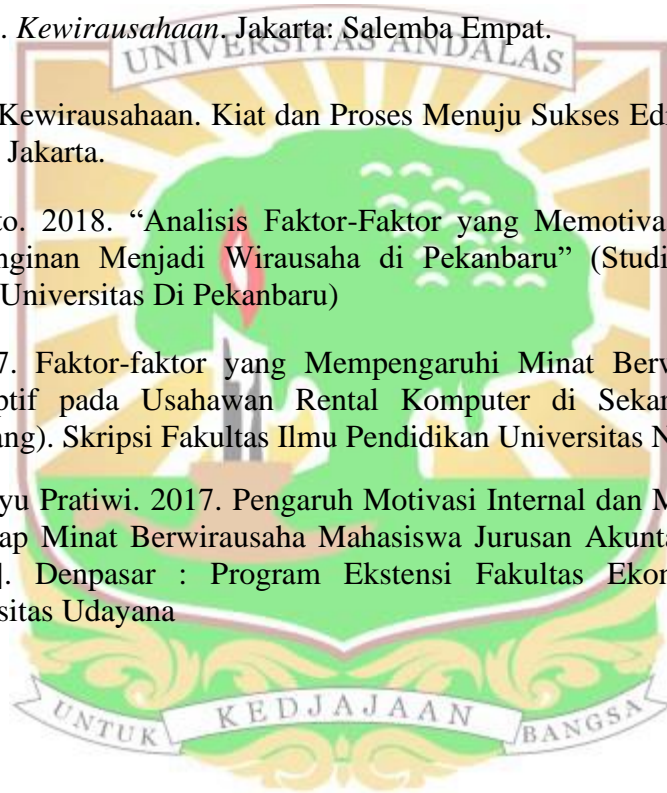 . Kewirausahaan. Jakarta: Salemba Empat.
UNIVERSITAS ANDALAS
Kewirausahaan. Kiat dan Proses Menuju Sukses Edi
Jakarta.
to. 2018. “Analisis Faktor-Faktor yang Memotiva
nginan Menjadi Wirausaha di Pekanbaru” (Studi
Universitas Di Pekanbaru)
7. Faktor-faktor yang Mempengaruhi Minat Berw
ptif pada Usahawan Rental Komputer di Sekar
ang). Skripsi Fakultas Ilmu Pendidikan Universitas N
yu Pratiwi. 2017. Pengaruh Motivasi Internal dan M
ap Minat Berwirausaha Mahasiswa Jurusan Akunta
]. Denpasar : Program Ekstensi Fakultas Ekon
sitas Udayana
UNTUK KEDJAJAAN BANGSA